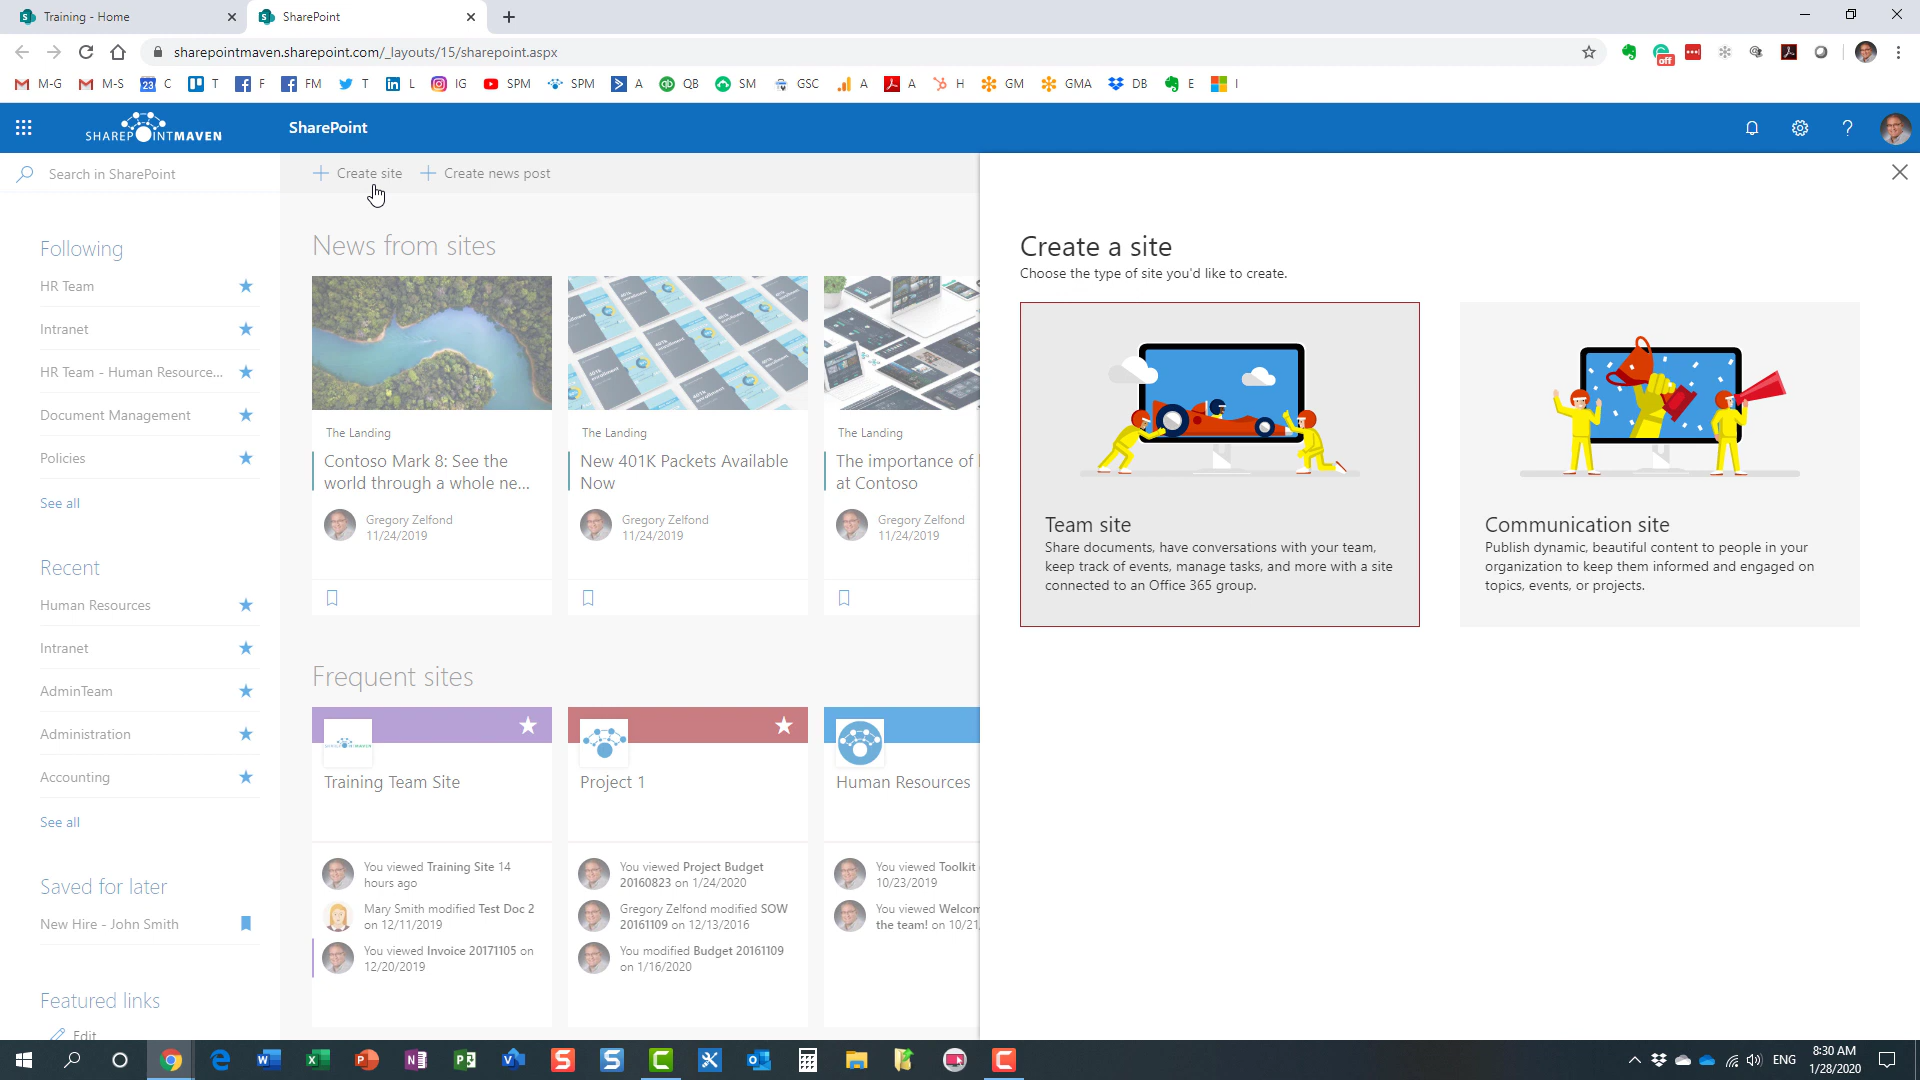 Training - Home
SharePoint
sharepointmaven.sharepoint.com/_layouts/15/sharepoint.aspx
off
M-G
M-S
23
C
T
F
FM
T
L
IG
SPM
SPM
A
QB
SM
GSC
A
A
H
GM
GMA
DB
E
I
SHAREPOINTMAVEN
SharePoint
?
Search in SharePoint
Create site
Create news post
Following
HR Team
Intranet
HR Team - Human Resource...
Document Management
Policies
See all
Recent
Human Resources
Intranet
AdminTeam
Administration
Accounting
See all
Saved for later
New Hire - John Smith
Featured links
Edit
News from sites
The Landing
Contoso Mark 8: See the
world through a whole ne...
Gregory Zelfond
11/24/2019
The Landing
New 401K Packets Available
Now
Gregory Zelfond
11/24/2019
The Landing
The importance of
at Contoso
Gregory Zelfond
11/24/2019
Frequent sites
Training Team Site
You viewed Training Site 14
hours ago
Mary Smith modified Test Doc 2
on 12/11/2019
You viewed Invoice 20171105 on
12/20/2019
Project 1
You viewed Project Budget
20160823 on 1/24/2020
Gregory Zelfond modified SOW
20161109 on 12/13/2016
You modified Budget 20161109
on 1/16/2020
Human Resources
You viewed Toolkit
10/23/2019
You viewed
the team! on
Create a site
Choose the type of site you'd like to create.
Team site
Share documents, have conversations with your team,
keep track of events, manage tasks, and more with a site
connected to an Office 365 group.
Communication site
Publish dynamic, beautiful content to people in your
organization to keep them informed and engaged on
topics, events, or projects.
ENG
8:30 AM
1/28/2020